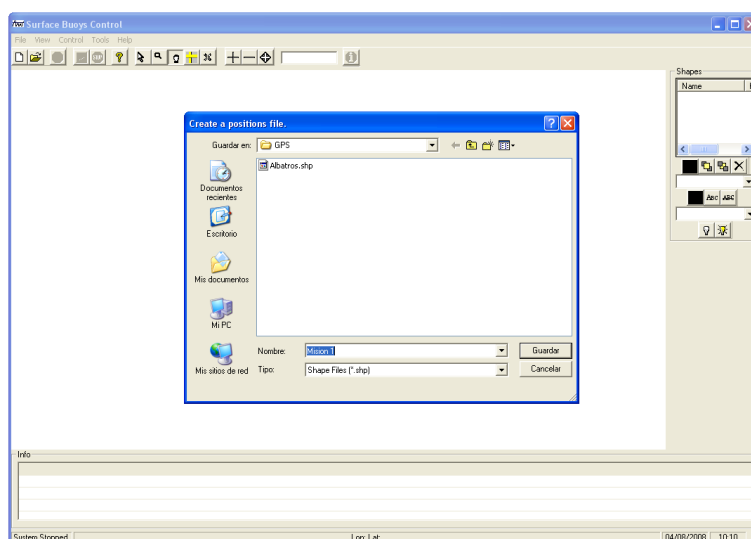 Surface Buoys Control
File View Control Tools Help
Shapes
Name
Create a positions file.
Guardar en: GPS
Albatros.shp
Documentos
recientes
Escritorio
Mis documentos
Mi PC
Mis sitios de red
Nombre: Mision 1 Guardar
Tipo: Shape Files (*.shp) Cancelar
ABC ABC
Info
System Stopped Lon: Lat: 04/08/2008 10:10